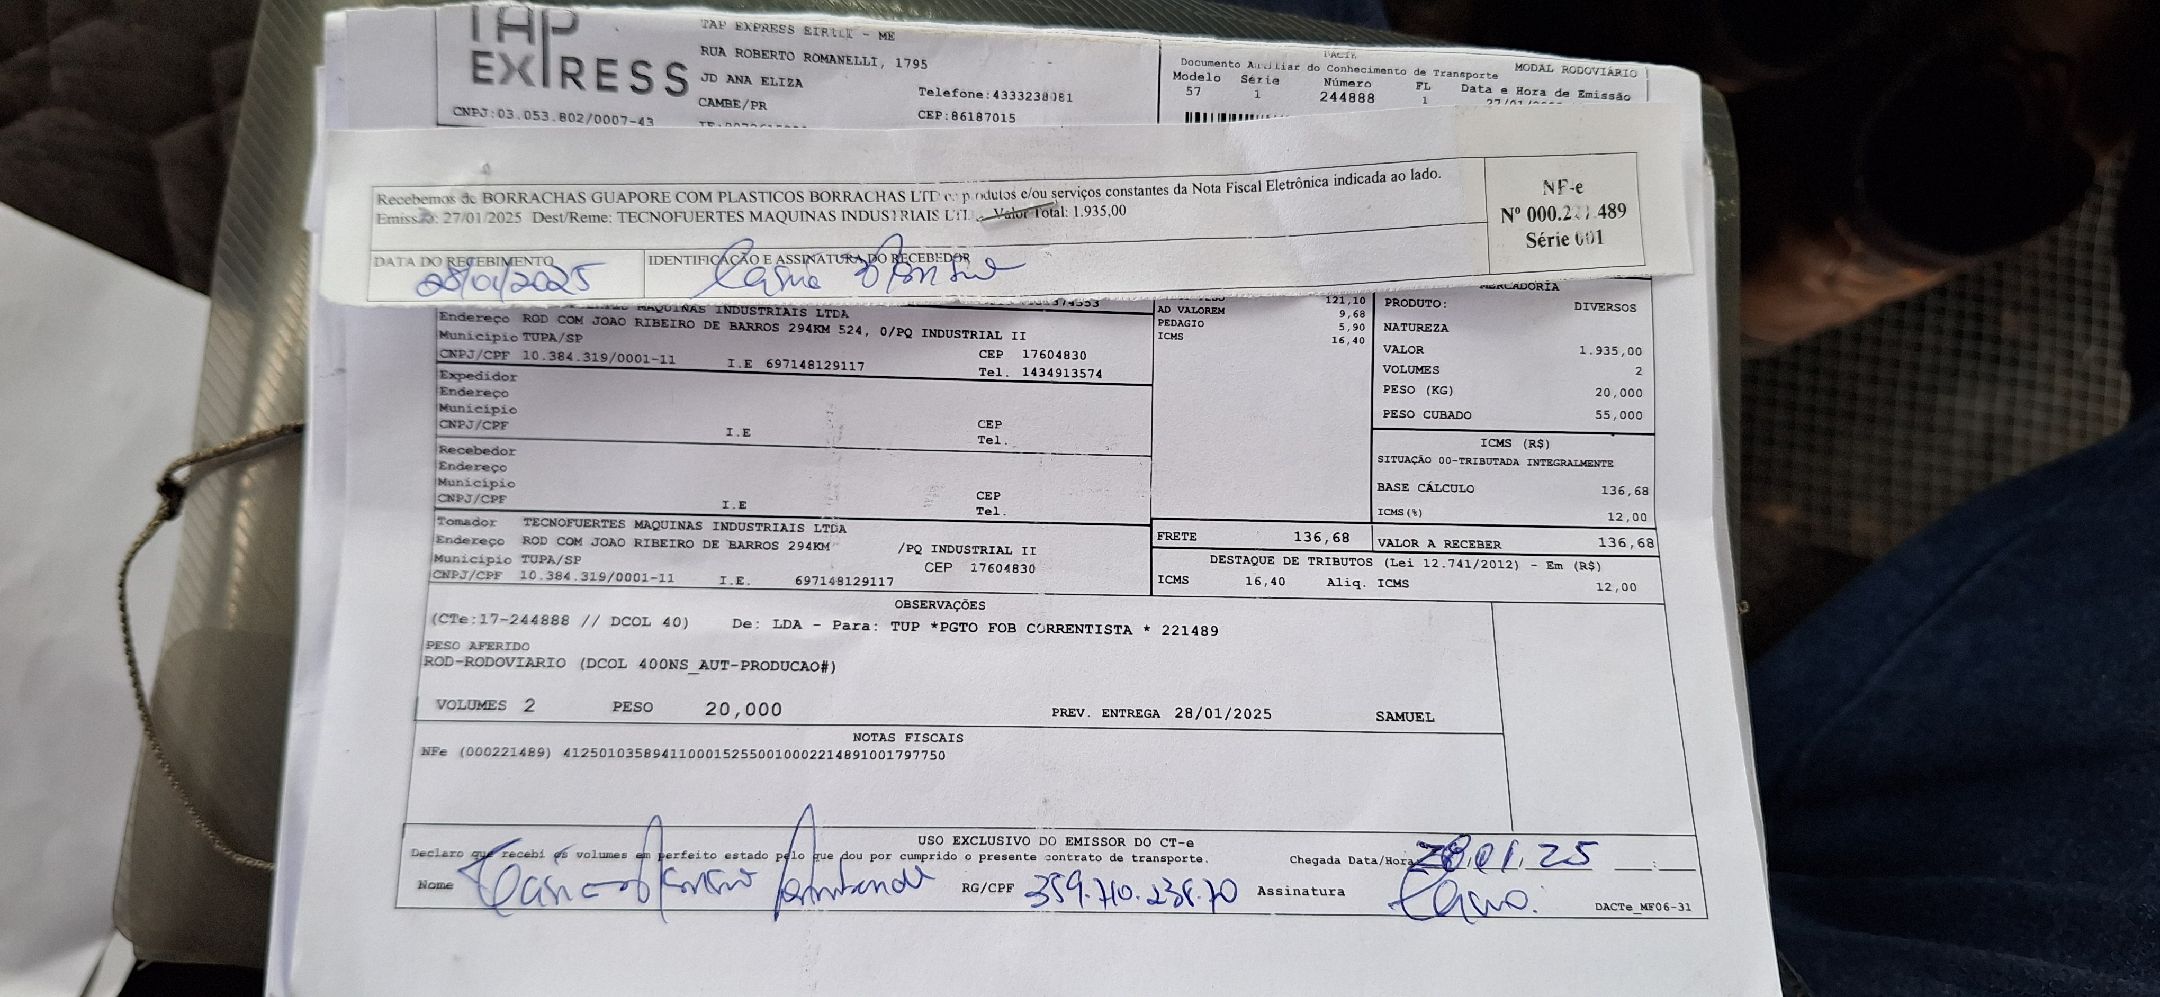 TAP
EXPRESS
TAP EXPRESS EIRELI - ME
RUA ROBERTO ROMANELLI, 1795
JD ANA ELIZA
CAMBE/PR
Telefone:4333238081
CEP:86187015
CNPJ:03.053.802/0007-43
DACTE
Documento Auxiliar do Conhecimento de Transporte
MODAL RODOVIÁRIO
Modelo Série Número FL Data e Hora de Emissão
57 1 244888 1
Recebemos de BORRACHAS GUAPORE COM PLASTICOS BORRACHAS LTD os produtos e/ou serviços constantes da Nota Fiscal Eletrônica indicada ao lado.
Emissão: 27/01/2025 Dest/Reme: TECNOFUERTES MAQUINAS INDUSTRIAIS LTDA Valor Total: 1.935,00
NF-e
Nº 000.221.489
Série 001
DATA DO RECEBIMENTO
28/01/2025
IDENTIFICAÇÃO E ASSINATURA DO RECEBEDOR
MAQUINAS INDUSTRIAIS LTDA
Endereço ROD COM JOAO RIBEIRO DE BARROS 294KM 524, 0/PQ INDUSTRIAL II
Município TUPA/SP
CEP 17604830
CNPJ/CPF 10.384.319/0001-11 I.E 697148129117
Tel. 1434913574
Expedidor
Endereço
Município
CNPJ/CPF I.E CEP
Tel.
Recebedor
Endereço
Município
CNPJ/CPF I.E CEP
Tel.
Tomador TECNOFUERTES MAQUINAS INDUSTRIAIS LTDA
Endereço ROD COM JOAO RIBEIRO DE BARROS 294KM /PQ INDUSTRIAL II
Município TUPA/SP CEP 17604830
CNPJ/CPF 10.384.319/0001-11 I.E. 697148129117
121,10
AD VALOREM 9,68
PEDAGIO 5,90
ICMS 16,40
MERCADORIA
PRODUTO: DIVERSOS
NATUREZA
VALOR 1.935,00
VOLUMES 2
PESO (KG) 20,000
PESO CUBADO 55,000
ICMS (R$)
SITUAÇÃO 00-TRIBUTADA INTEGRALMENTE
BASE CÁLCULO 136,68
ICMS(%) 12,00
FRETE 136,68
VALOR A RECEBER 136,68
DESTAQUE DE TRIBUTOS (Lei 12.741/2012) - Em (R$)
ICMS 16,40 Aliq. ICMS 12,00
OBSERVAÇÕES
(CTe:17-244888 // DCOL 40) De: LDA - Para: TUP *PGTO FOB CORRENTISTA * 221489
PESO AFERIDO
ROD-RODOVIARIO (DCOL 400NS_AUT-PRODUCAO#)
VOLUMES 2 PESO 20,000 PREV. ENTREGA 28/01/2025 SAMUEL
NOTAS FISCAIS
NFe (000221489) 41250103589411000152550010002214891001797750
USO EXCLUSIVO DO EMISSOR DO CT-e
Declaro que recebi os volumes em perfeito estado pelo que dou por cumprido o presente contrato de transporte.
Chegada Data/Hora 28.01.25
Nome RG/CPF 359.710.238.70 Assinatura
DACTe_MF06-31